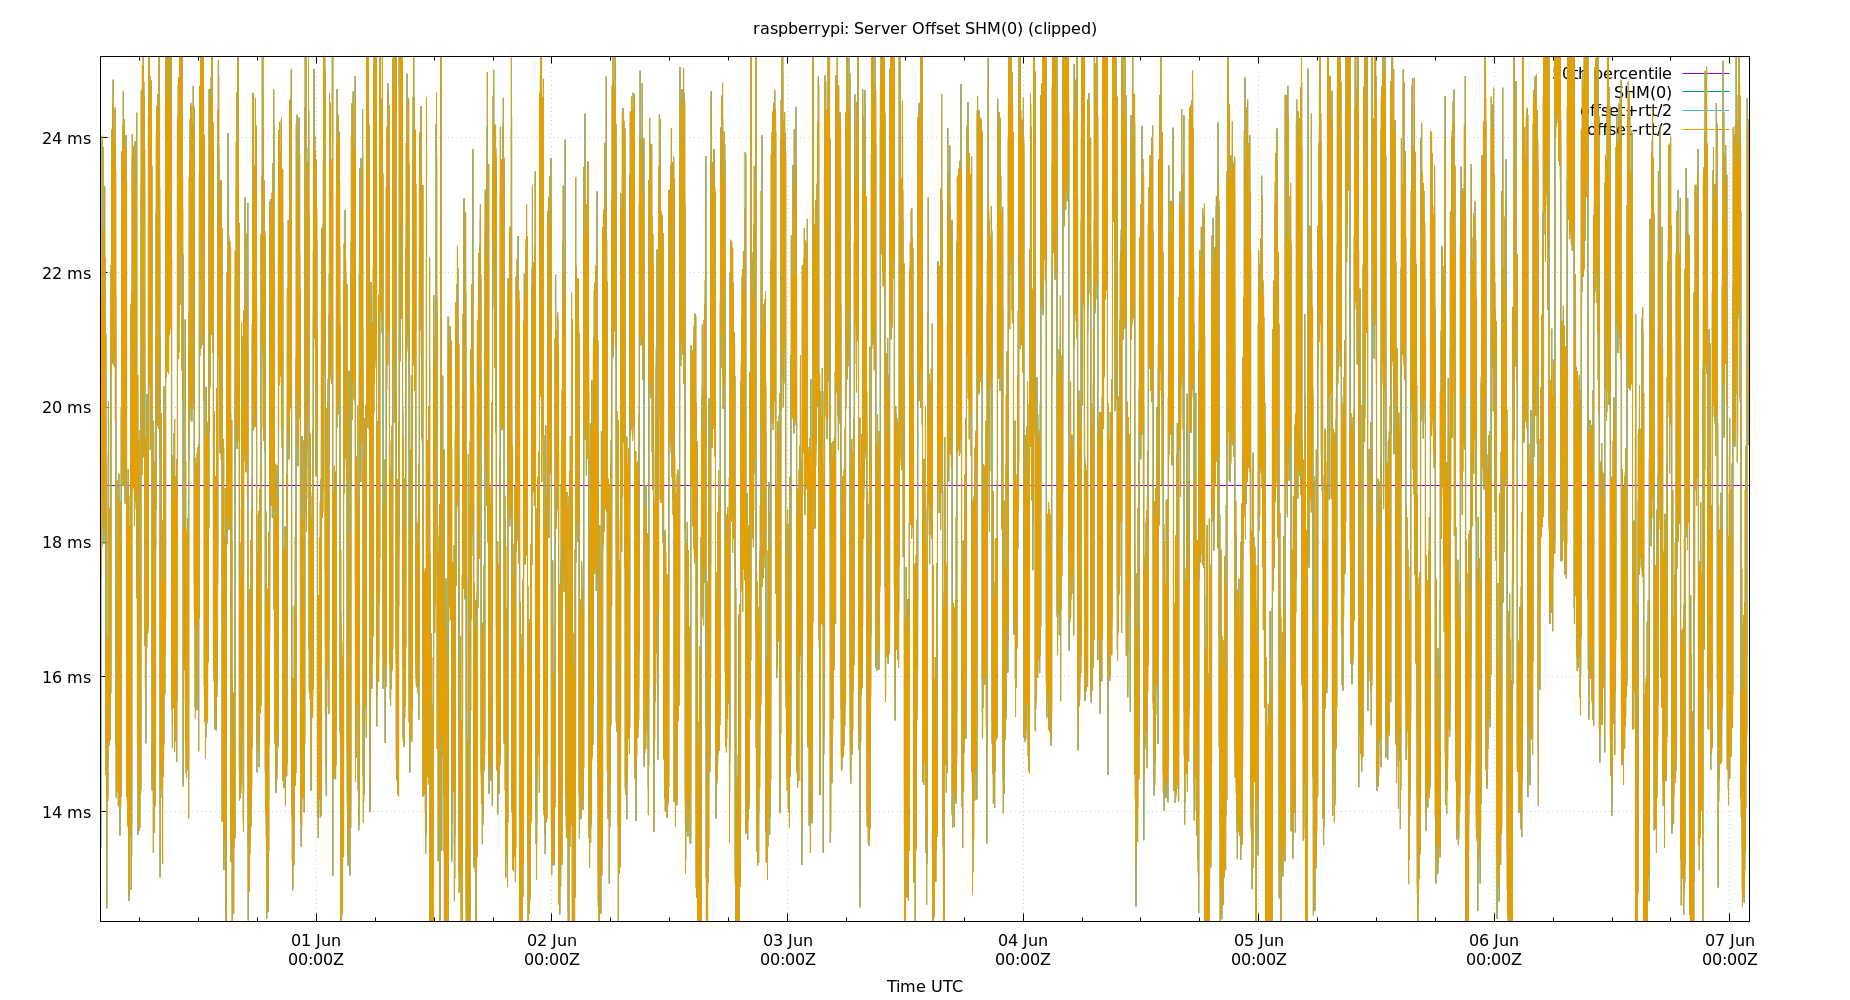 raspberrypi: Server Offset SHM(0) (clipped)
50th percentile
SHM(0)
offset+rtt/2
offset-rtt/2
24 ms
22 ms
20 ms
18 ms
16 ms
14 ms
01 Jun 02 Jun 03 Jun 04 Jun 05 Jun 06 Jun 07 Jun
00:00Z 00:00Z 00:00Z 00:00Z 00:00Z 00:00Z 00:00Z
Time UTC